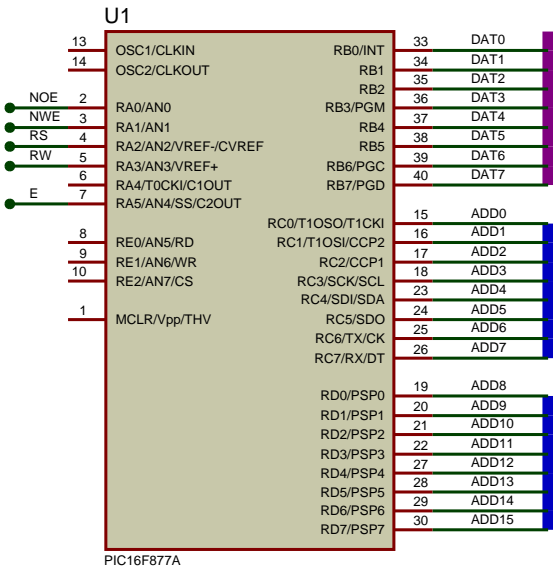 U1
13 OSC1/CLKIN RB0/INT 33 DAT0
14 OSC2/CLKOUT RB1 34 DAT1
RB2 35 DAT2
NOE 2 RA0/AN0 RB3/PGM 36 DAT3
NWE 3 RA1/AN1 RB4 37 DAT4
RS 4 RA2/AN2/VREF-/CVREF RB5 38 DAT5
RW 5 RA3/AN3/VREF+ RB6/PGC 39 DAT6
6 RA4/T0CKI/C1OUT RB7/PGD 40 DAT7
E 7 RA5/AN4/SS/C2OUT
RC0/T1OSO/T1CKI 15 ADD0
8 RE0/AN5/RD RC1/T1OSI/CCP2 16 ADD1
9 RE1/AN6/WR RC2/CCP1 17 ADD2
10 RE2/AN7/CS RC3/SCK/SCL 18 ADD3
RC4/SDI/SDA 23 ADD4
1 MCLR/Vpp/THV RC5/SDO 24 ADD5
RC6/TX/CK 25 ADD6
RC7/RX/DT 26 ADD7
RD0/PSP0 19 ADD8
RD1/PSP1 20 ADD9
RD2/PSP2 21 ADD10
RD3/PSP3 22 ADD11
RD4/PSP4 27 ADD12
RD5/PSP5 28 ADD13
RD6/PSP6 29 ADD14
RD7/PSP7 30 ADD15
PIC16F877A